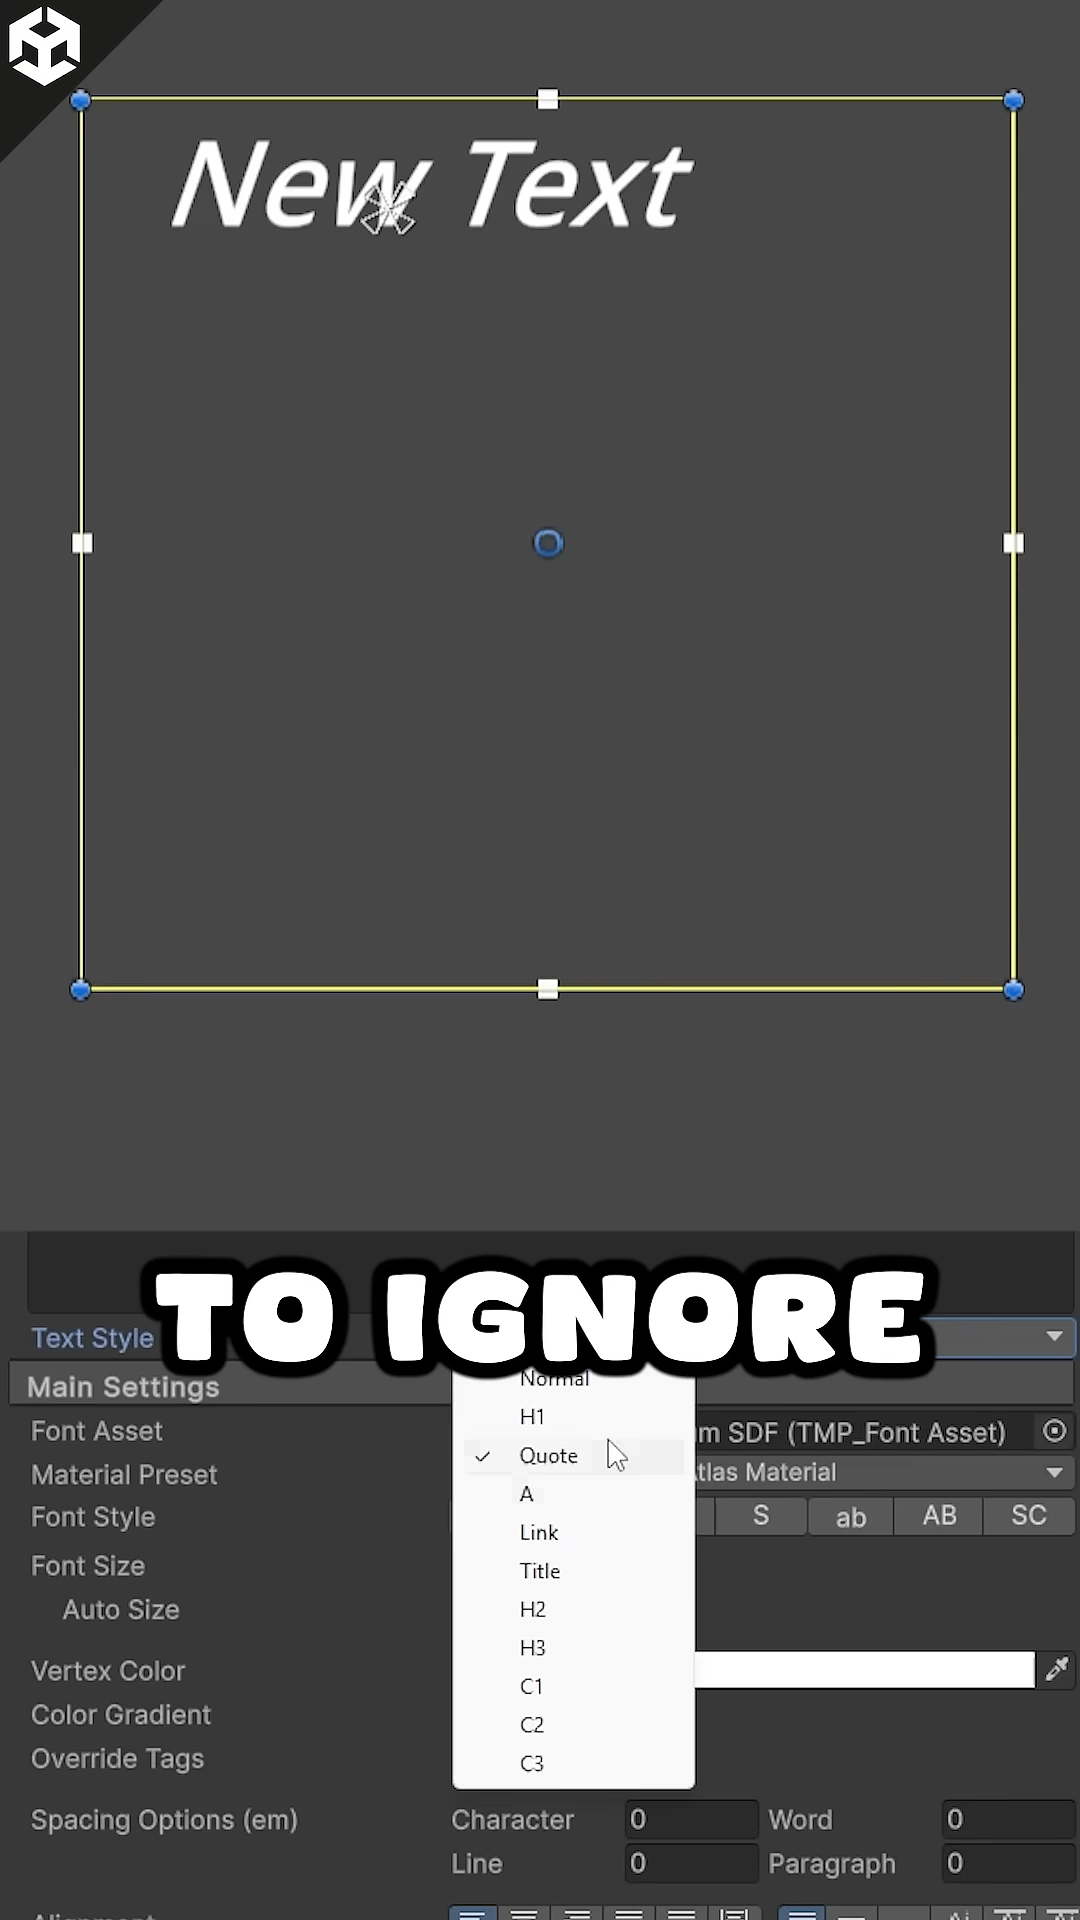 New Text
TO IGNORE
Text Style
Normal
Main Settings
H1
Font Asset
m SDF (TMP_Font Asset)
Quote
Material Preset
tlas Material
A
Font Style
S ab AB SC
Link
Font Size
Title
Auto Size
H2
H3
Vertex Color
C1
Color Gradient
C2
Override Tags
C3
Spacing Options (em)
Character 0 Word 0
Line 0 Paragraph 0